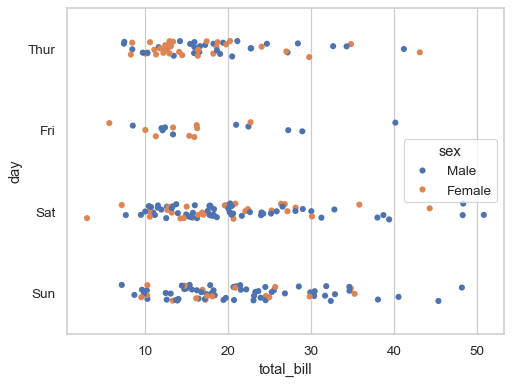 Thur
Fri
Sat
Sun
day
sex
Male
Female
10 20 30 40 50
total_bill